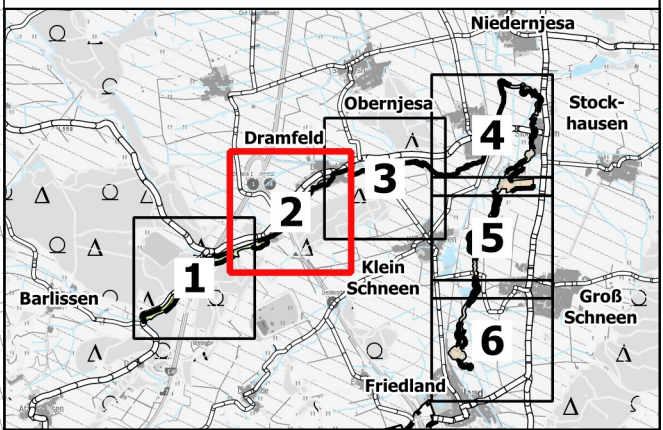 Niedernjesa
Obernjesa
Stock-
hausen
Dramfeld
4
3
2
5
1
Klein
Schneen
Barlissen
Groß
Schneen
6
Friedland